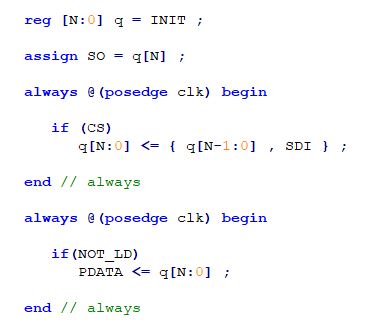 reg [N:0] q = INIT ;
assign SO = q[N] ;
always @(posedge clk) begin
if (CS)
q[N:0] <= { q[N-1:0] , SDI } ;
end // always
always @(posedge clk) begin
if(NOT_LD)
PDATA <= q[N:0] ;
end // always